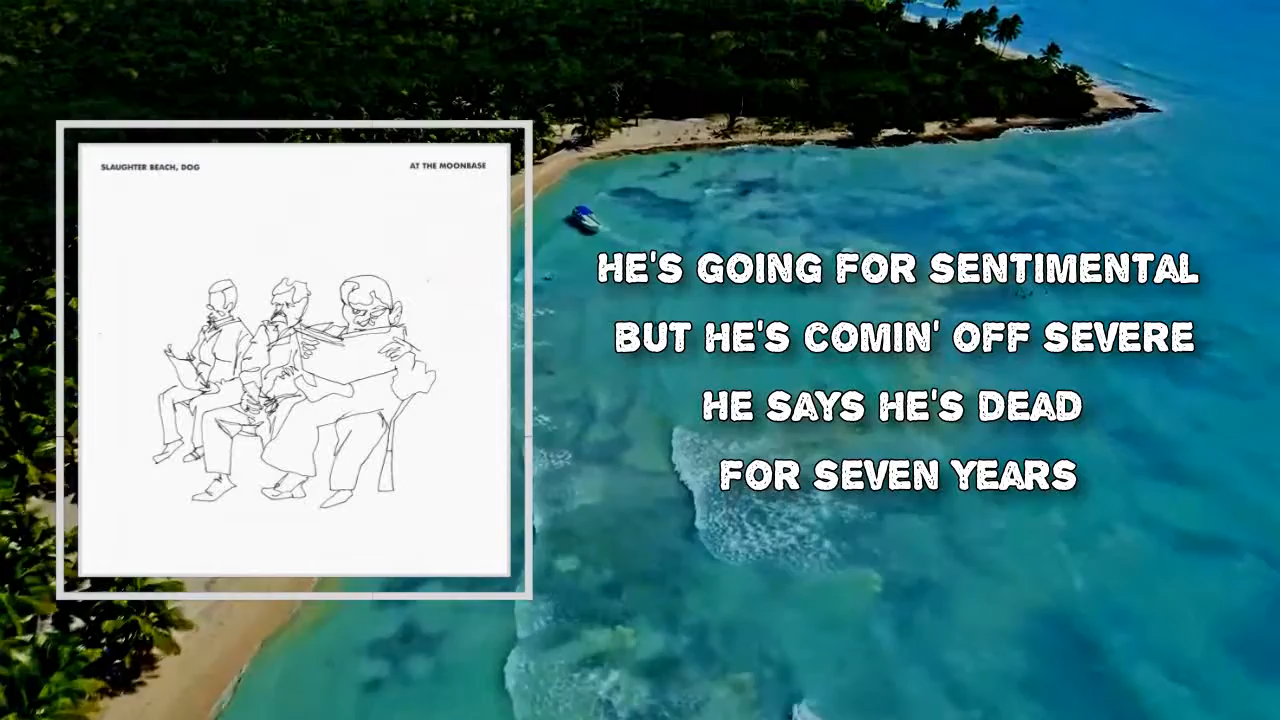 SLAUGHTER BEACH, DOG
AT THE MOONBASE
HE'S GOING FOR SENTIMENTAL
BUT HE'S COMIN' OFF SEVERE
HE SAYS HE'S DEAD
FOR SEVEN YEARS